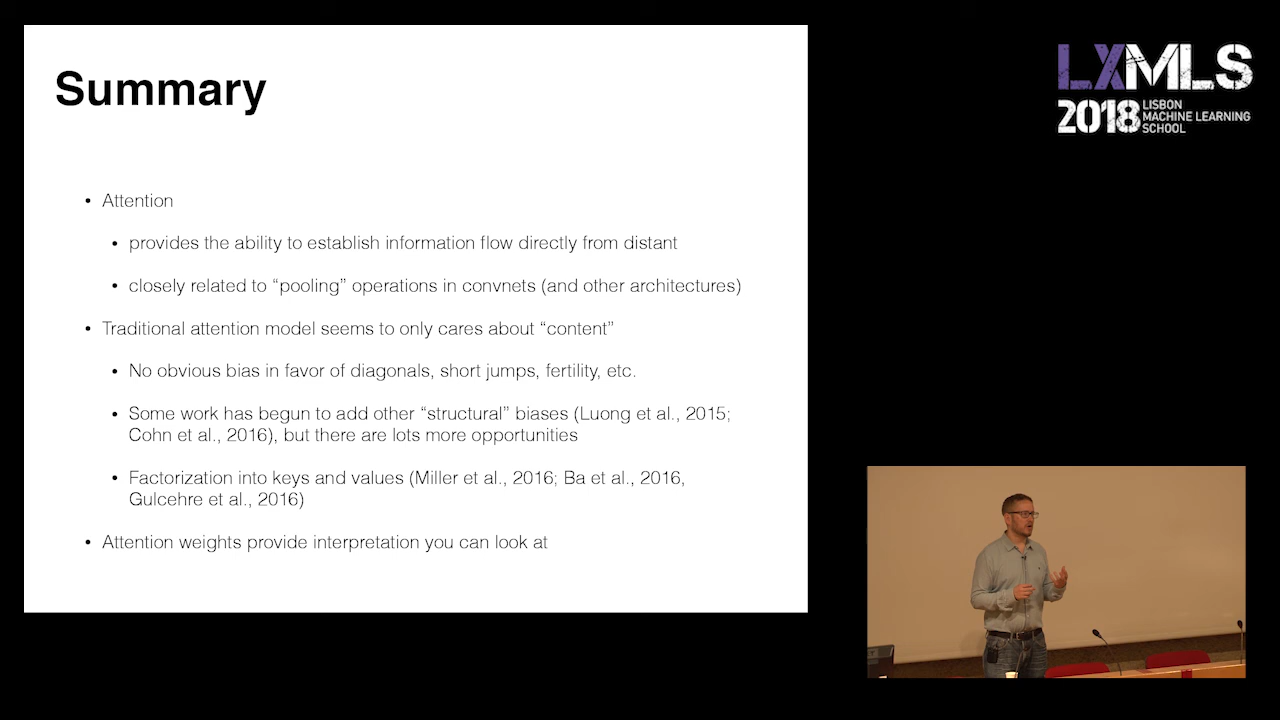 Summary
• Attention
• provides the ability to establish information flow directly from distant
• closely related to “pooling” operations in convnets (and other architectures)
• Traditional attention model seems to only cares about “content”
• No obvious bias in favor of diagonals, short jumps, fertility, etc.
• Some work has begun to add other “structural” biases (Luong et al., 2015;
Cohn et al., 2016), but there are lots more opportunities
• Factorization into keys and values (Miller et al., 2016; Ba et al., 2016,
Gulcehre et al., 2016)
• Attention weights provide interpretation you can look at
LXMLS
2018 LISBON
MACHINE LEARNING
SCHOOL